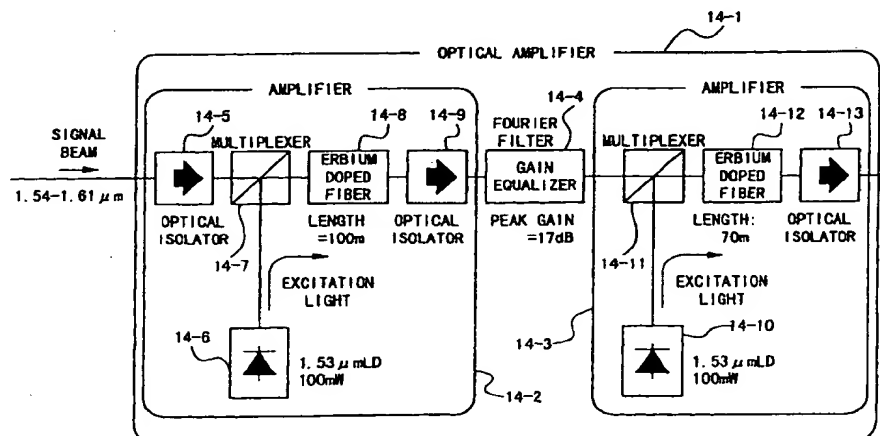 14-1
OPTICAL AMPLIFIER
AMPLIFIER
14-5
14-8
14-9
SIGNAL
BEAM
MULTIPLEXER
ERBIUM
DOPED
FIBER
1.54-1.61 μm
OPTICAL
ISOLATOR
14-7
LENGTH
=100m
OPTICAL
ISOLATOR
EXCITATION
LIGHT
14-6
1.53 μmLD
100mW
14-2
14-4
FOURIER
FILTER
GAIN
EQUALIZER
PEAK GAIN
=17dB
AMPLIFIER
14-12
14-13
MULTIPLEXER
ERBIUM
DOPED
FIBER
14-11
LENGTH:
70m
OPTICAL
ISOLATOR
EXCITATION
LIGHT
14-3
14-10
1.53 μmLD
100mW